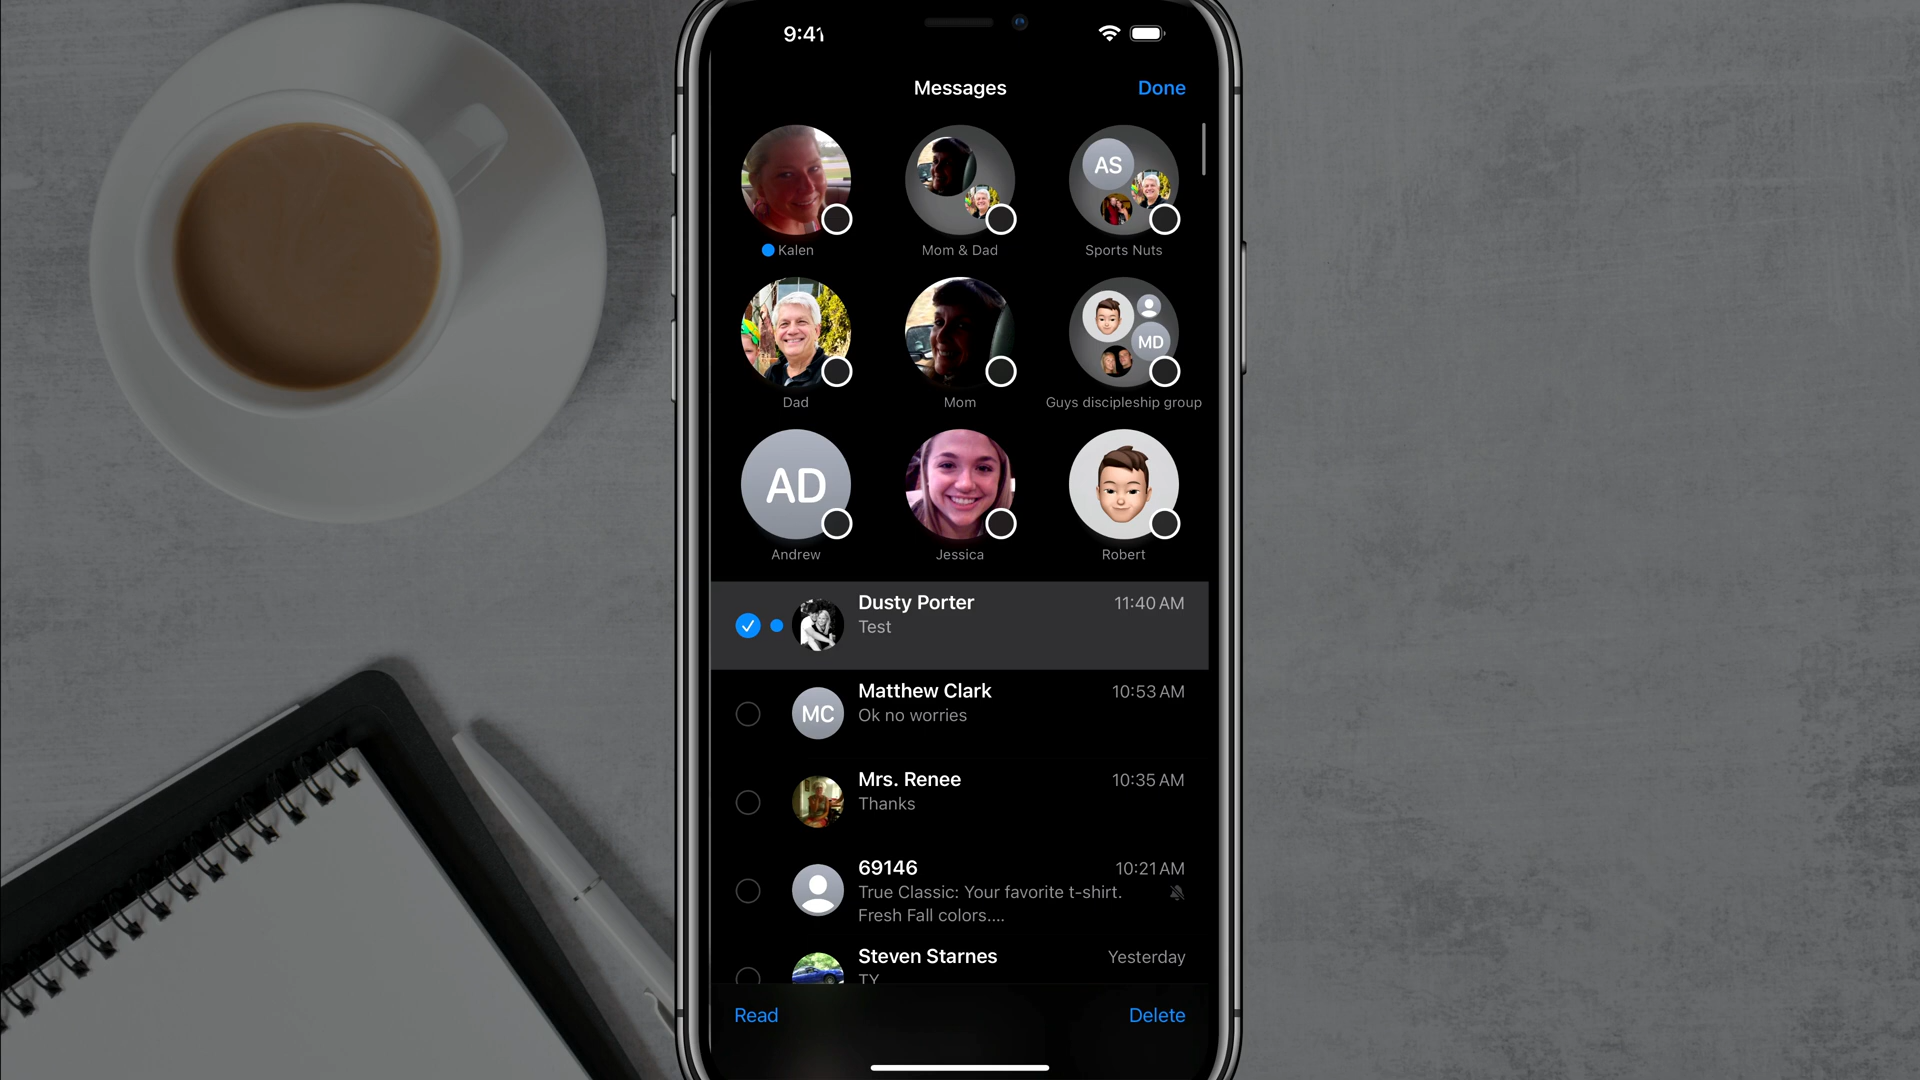 9:41
Messages
Done
AS
Kalen
Mom & Dad
Sports Nuts
MD
Dad
Mom
Guys discipleship group
AD
Andrew
Jessica
Robert
Dusty Porter
11:40 AM
Test
Matthew Clark
10:53 AM
MC
Ok no worries
Mrs. Renee
10:35 AM
Thanks
69146
10:21 AM
True Classic: Your favorite t-shirt.
Fresh Fall colors....
Steven Starnes
Yesterday
TY
Read
Delete